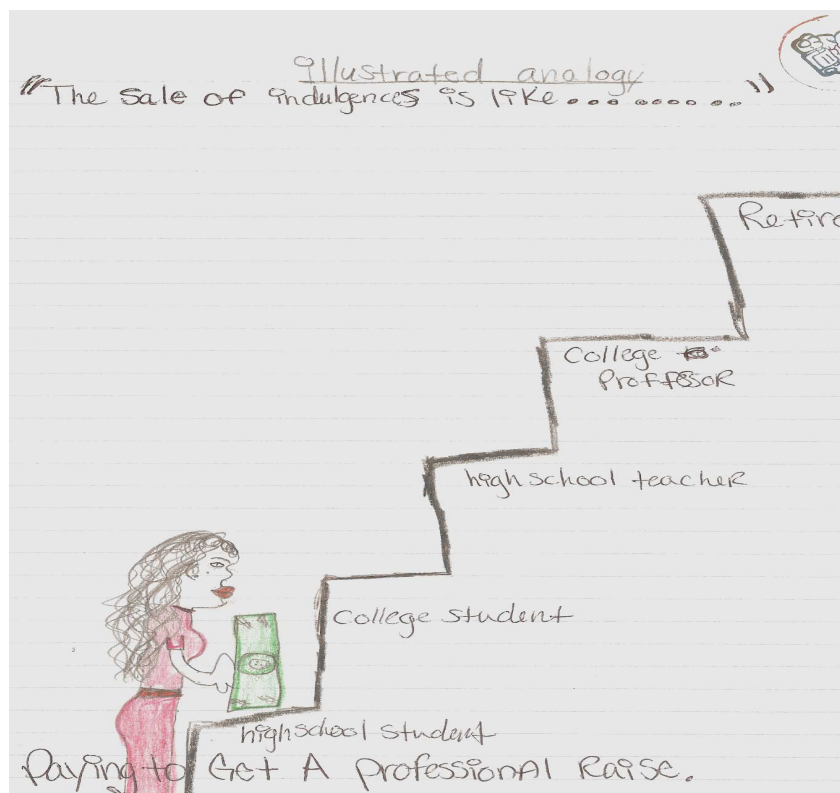 illustrated analogy
"The sale of indulgences is like... ... ... "
Retire
College
Proffesor
high school teacher
College student
highschool student
Paying to Get A professional Raise.